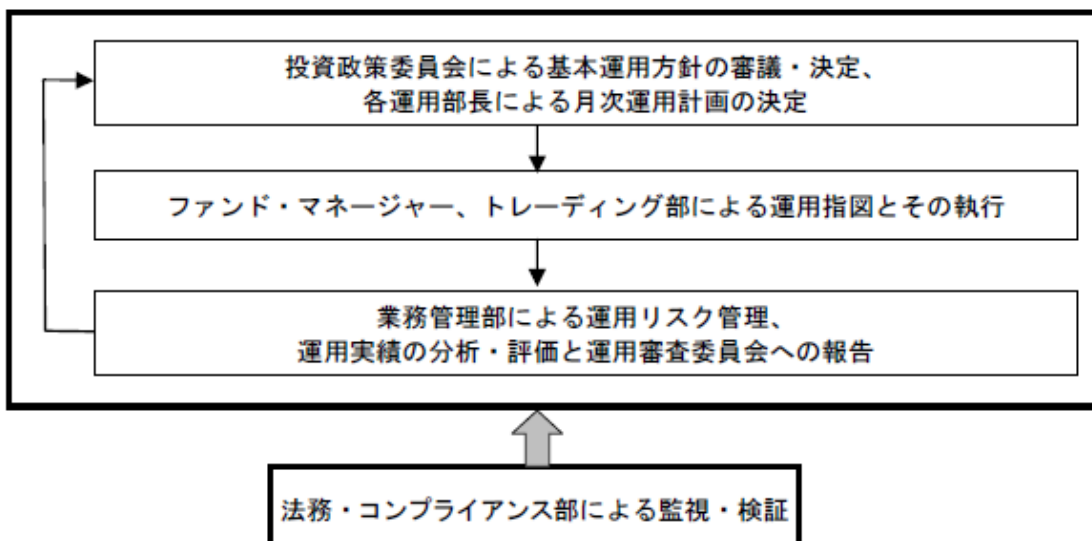 投資政策委員会による基本運用方針の審議・決定、
各運用部長による月次運用計画の決定
ファンド・マネージャー、トレーディング部による運用指図とその執行
業務管理部による運用リスク管理、
運用実績の分析・評価と運用審査委員会への報告
法務・コンプライアンス部による監視・検証